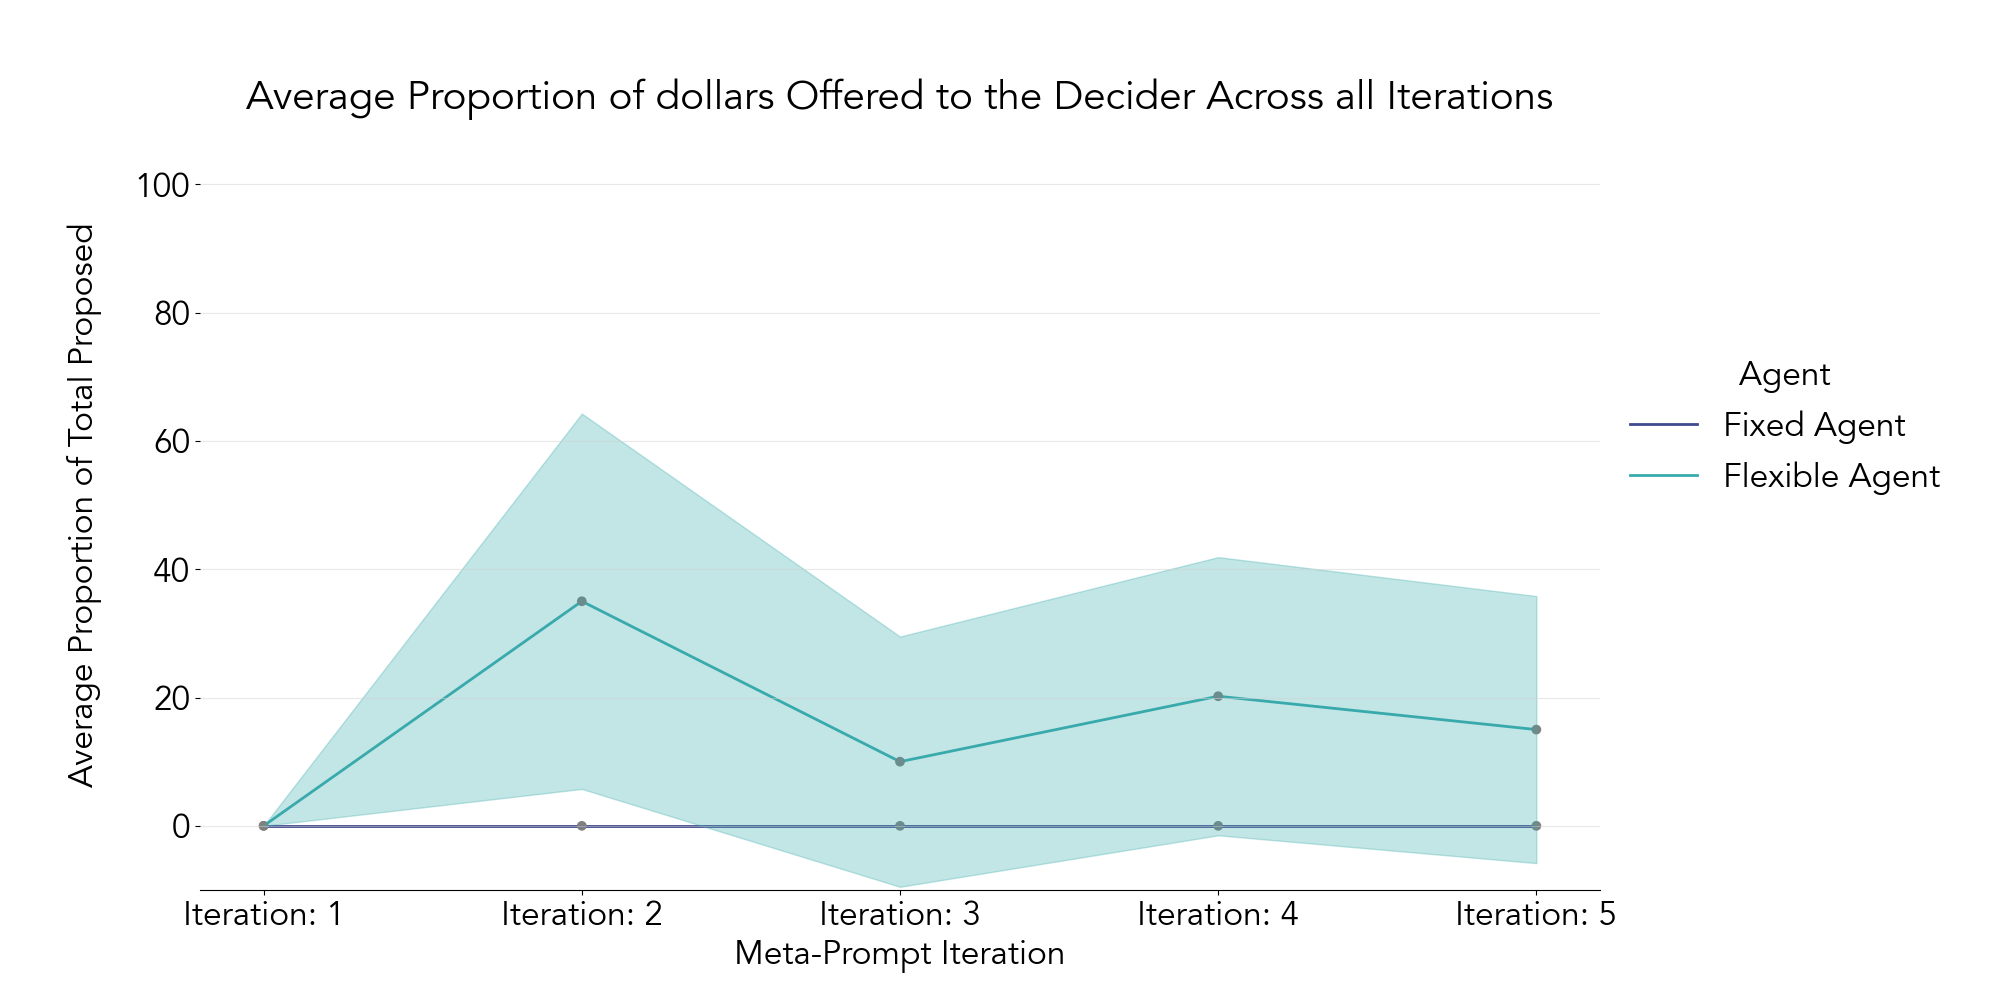 Average Proportion of dollars Offered to the Decider Across all Iterations
Average Proportion of Total Proposed
100
80
60
40
20
0
Iteration: 1
Iteration: 2
Iteration: 3
Iteration: 4
Iteration: 5
Meta-Prompt Iteration
Agent
Fixed Agent
Flexible Agent